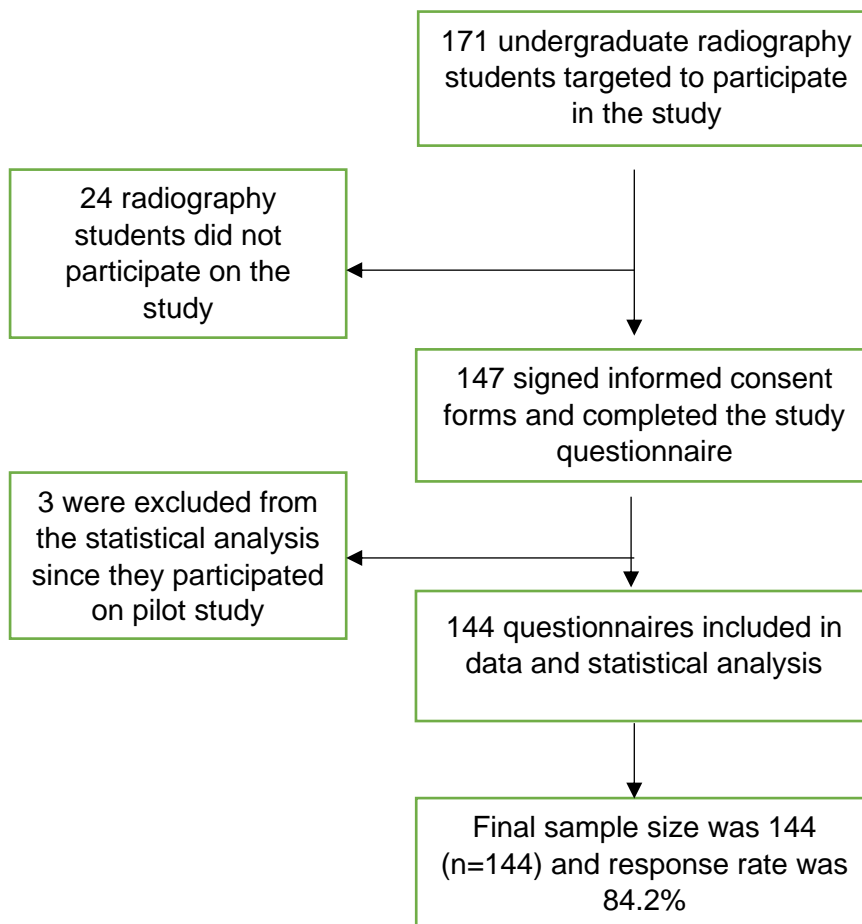 171 undergraduate radiography
students targeted to participate
in the study
24 radiography
students did not
participate on the
study
147 signed informed consent
forms and completed the study
questionnaire
3 were excluded from
the statistical analysis
since they participated
on pilot study
144 questionnaires included in
data and statistical analysis
Final sample size was 144
(n=144) and response rate was
84.2%